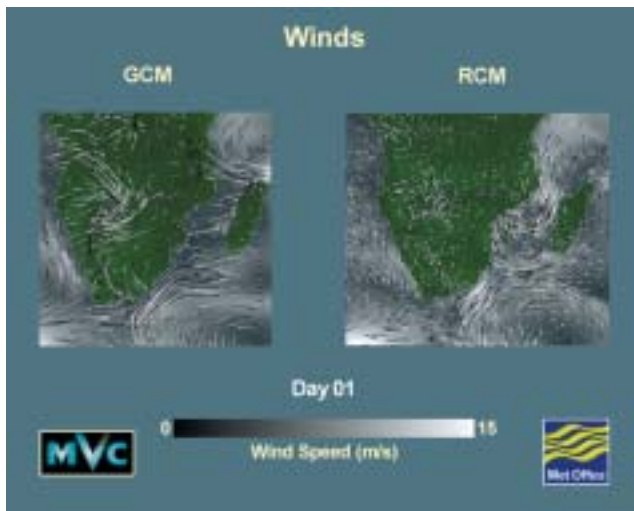 Winds
GCM
RCM
Day 01
0
15
Wind Speed (m/s)
MVC
Met Office